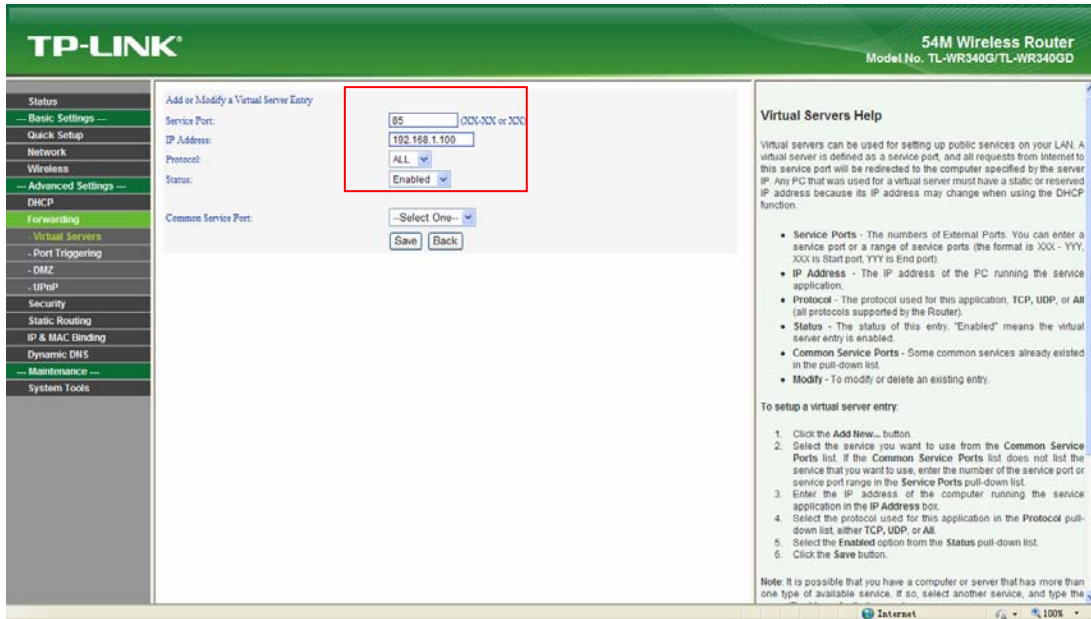 TP-LINK®
54M Wireless Router
Model No. TL-WR340G/TL-WR340GD
Status
--- Basic Settings ---
Quick Setup
Network
Wireless
--- Advanced Settings ---
DHCP
Forwarding
- Virtual Servers
- Port Triggering
- DMZ
- UPnP
Security
Static Routing
IP & MAC Binding
Dynamic DNS
--- Maintenance ---
System Tools
Add or Modify a Virtual Server Entry
Service Port: 85 (XX-XX or XX)
IP Address: 192.168.1.100
Protocol: ALL
Status: Enabled
Common Service Port: --Select One--
Save Back
Virtual Servers Help
Virtual servers can be used for setting up public services on your LAN. A
virtual server is defined as a service port, and all requests from Internet to
this service port will be redirected to the computer specified by the server
IP. Any PC that was used for a virtual server must have a static or reserved
IP address because its IP address may change when using the DHCP
function.
• Service Ports - The numbers of External Ports. You can enter a
service port or a range of service ports (the format is XXX - YYY,
XXX is Start port, YYY is End port).
• IP Address - The IP address of the PC running the service
application.
• Protocol - The protocol used for this application, TCP, UDP, or All
(all protocols supported by the Router).
• Status - The status of this entry. "Enabled" means the virtual
server entry is enabled.
• Common Service Ports - Some common services already existed
in the pull-down list.
• Modify - To modify or delete an existing entry.
To setup a virtual server entry:
1. Click the Add New... button.
2. Select the service you want to use from the Common Service
Ports list. If the Common Service Ports list does not list the
service that you want to use, enter the number of the service port or
service port range in the Service Ports pull-down list.
3. Enter the IP address of the computer running the service
application in the IP Address box.
4. Select the protocol used for this application in the Protocol pull-
down list, either TCP, UDP, or All.
5. Select the Enabled option from the Status pull-down list.
6. Click the Save button.
Note: It is possible that you have a computer or server that has more than
one type of available service. If so, select another service, and type the
Internet 100%